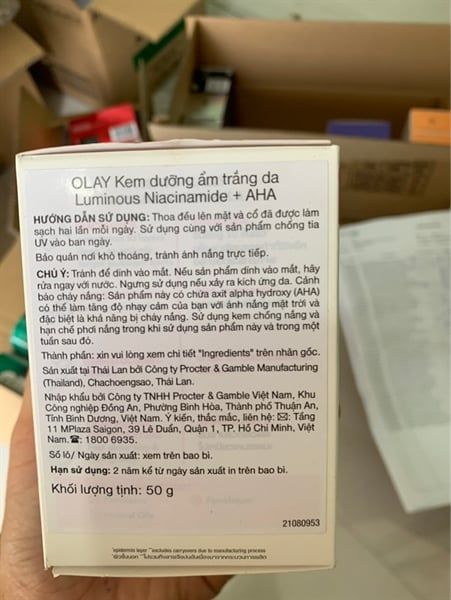 OLAY Kem dưỡng ẩm trắng da
Luminous Niacinamide + AHA
HƯỚNG DẪN SỬ DỤNG: Thoa đều lên mặt và cổ đã được làm
sạch hai lần mỗi ngày. Sử dụng cùng với sản phẩm chống tia
UV vào ban ngày.
Bảo quản nơi khô thoáng, tránh ánh nắng trực tiếp.
CHÚ Ý: Tránh để dính vào mắt. Nếu sản phẩm dính vào mắt, hãy
rửa ngay với nước. Ngưng sử dụng nếu xảy ra kích ứng da. Cảnh
báo cháy nắng: Sản phẩm này có chứa axit alpha hydroxy (AHA)
có thể làm tăng độ nhạy cảm của bạn với ánh nắng mặt trời và
đặc biệt là khả năng bị cháy nắng. Sử dụng kem chống nắng và
hạn chế phơi nắng trong khi sử dụng sản phẩm này và trong một
tuần sau đó.
Thành phần: xin vui lòng xem chi tiết "Ingredients" trên nhãn gốc.
Sản xuất tại Thái Lan bởi Công ty Procter & Gamble Manufacturing
(Thailand), Chachoengsao, Thái Lan.
Nhập khẩu bởi Công ty TNHH Procter & Gamble Việt Nam, Khu
Công nghiệp Đồng An, Phường Bình Hòa, Thành phố Thuận An,
Tỉnh Bình Dương, Việt Nam. Ý kiến, thắc mắc, liên hệ: ✉: Tầng
11 MPlaza Saigon, 39 Lê Duẩn, Quận 1, TP. Hồ Chí Minh, Việt
Nam.☎: 1800 6935.
Số lô/ Ngày sản xuất: xem trên bao bì.
Hạn sử dụng: 2 năm kể từ ngày sản xuất in trên bao bì.
Khối lượng tịnh: 50 g
21080953
*epidermis layer **excludes carryovers due to manufacturing process